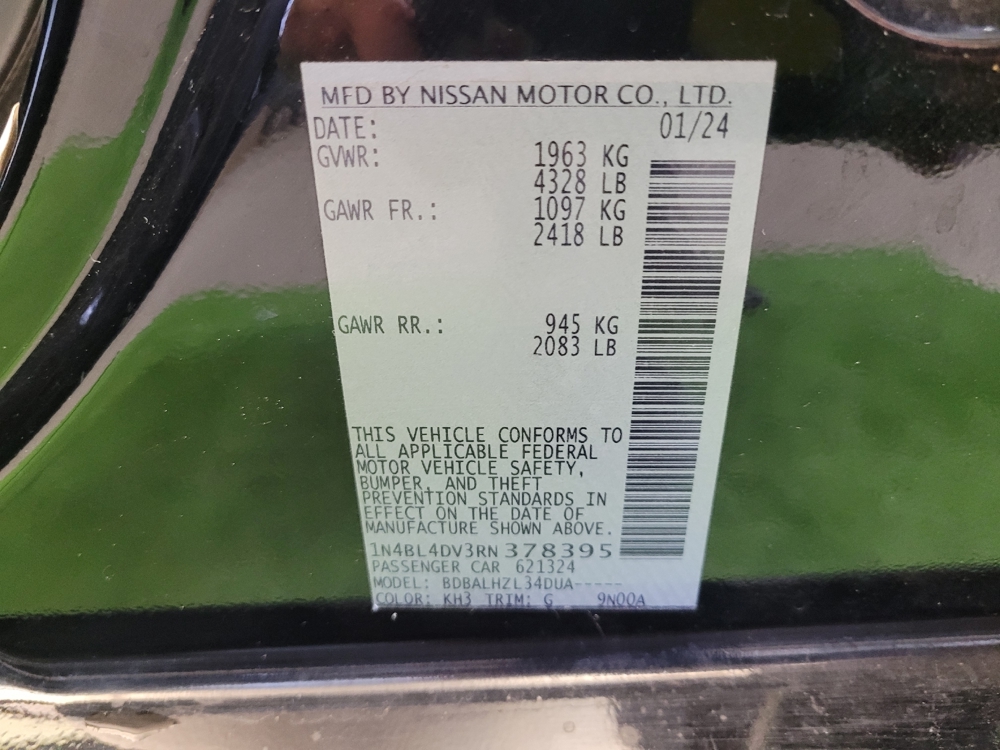 MFD BY NISSAN MOTOR CO., LTD.
DATE: 01/24
GVWR: 1963 KG
4328 LB
GAWR FR.: 1097 KG
2418 LB
GAWR RR.: 945 KG
2083 LB
THIS VEHICLE CONFORMS TO
ALL APPLICABLE FEDERAL
MOTOR VEHICLE SAFETY,
BUMPER, AND THEFT
PREVENTION STANDARDS IN
EFFECT ON THE DATE OF
MANUFACTURE SHOWN ABOVE.
1N4BL4DV3RN378395
PASSENGER CAR 621324
MODEL: BDBALHZL34DUA-----
COLOR: KH3 TRIM: G 9N00A